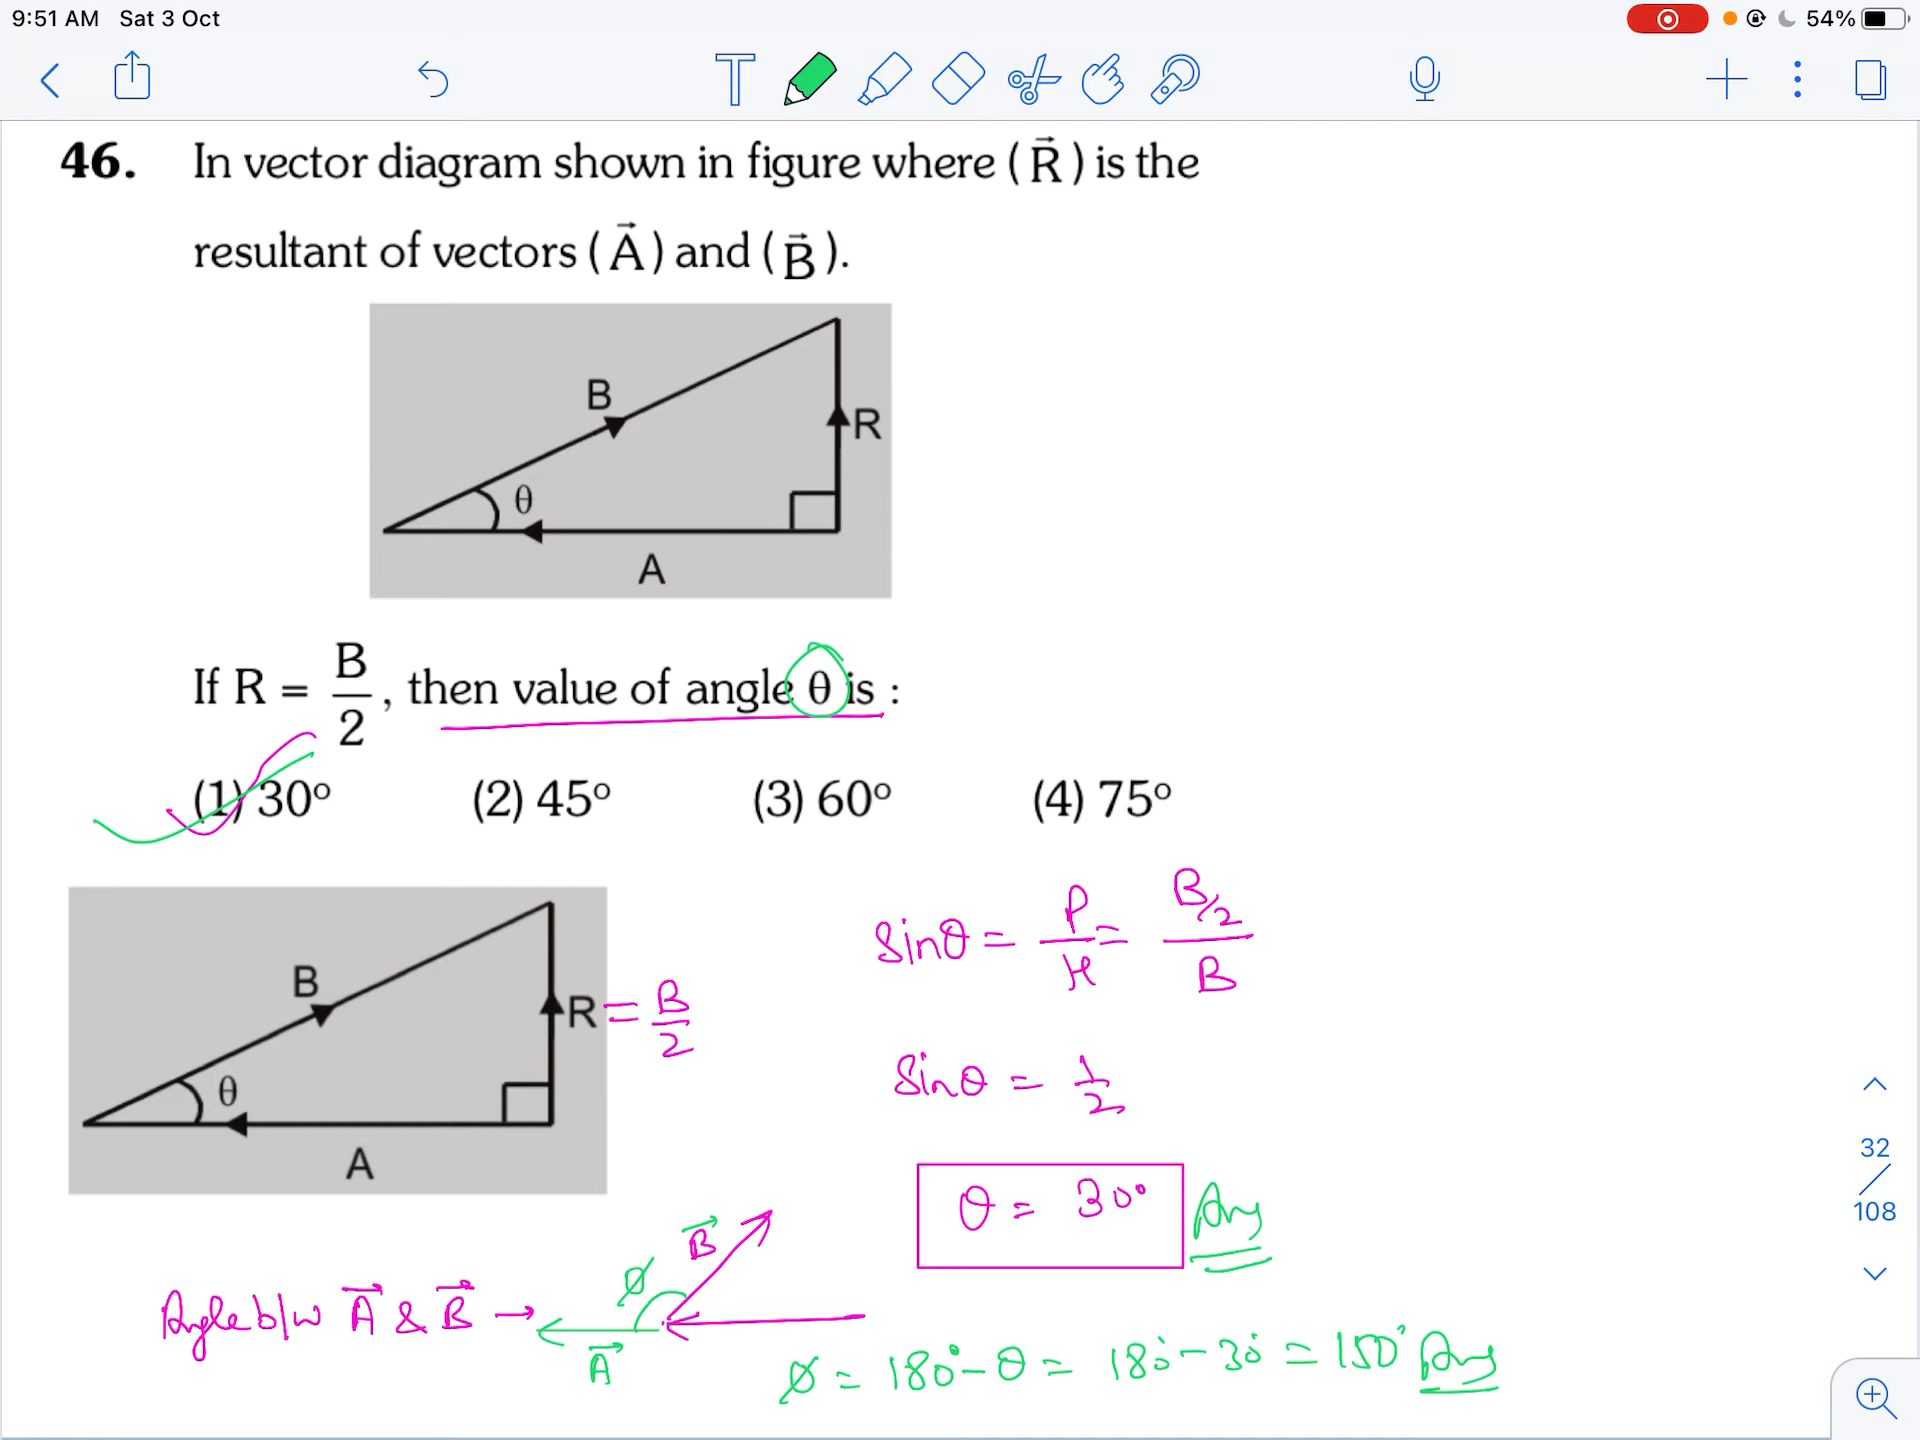 9:51 AM Sat 3 Oct
54%
T
46. In vector diagram shown in figure where (R⃗) is the
resultant of vectors (A⃗) and (B⃗).
B
R
θ
A
If R = B/2, then value of angle θ is :
(1) 30° (2) 45° (3) 60° (4) 75°
B
R = B/2
θ
A
sinθ = P/H = B/2/B
sinθ = 1/2
θ = 30° Ans
Angle b/w A⃗ & B⃗ →
ϕ
B⃗
A⃗
ϕ = 180° - θ = 180° - 30° = 150° Ans
32
/
108